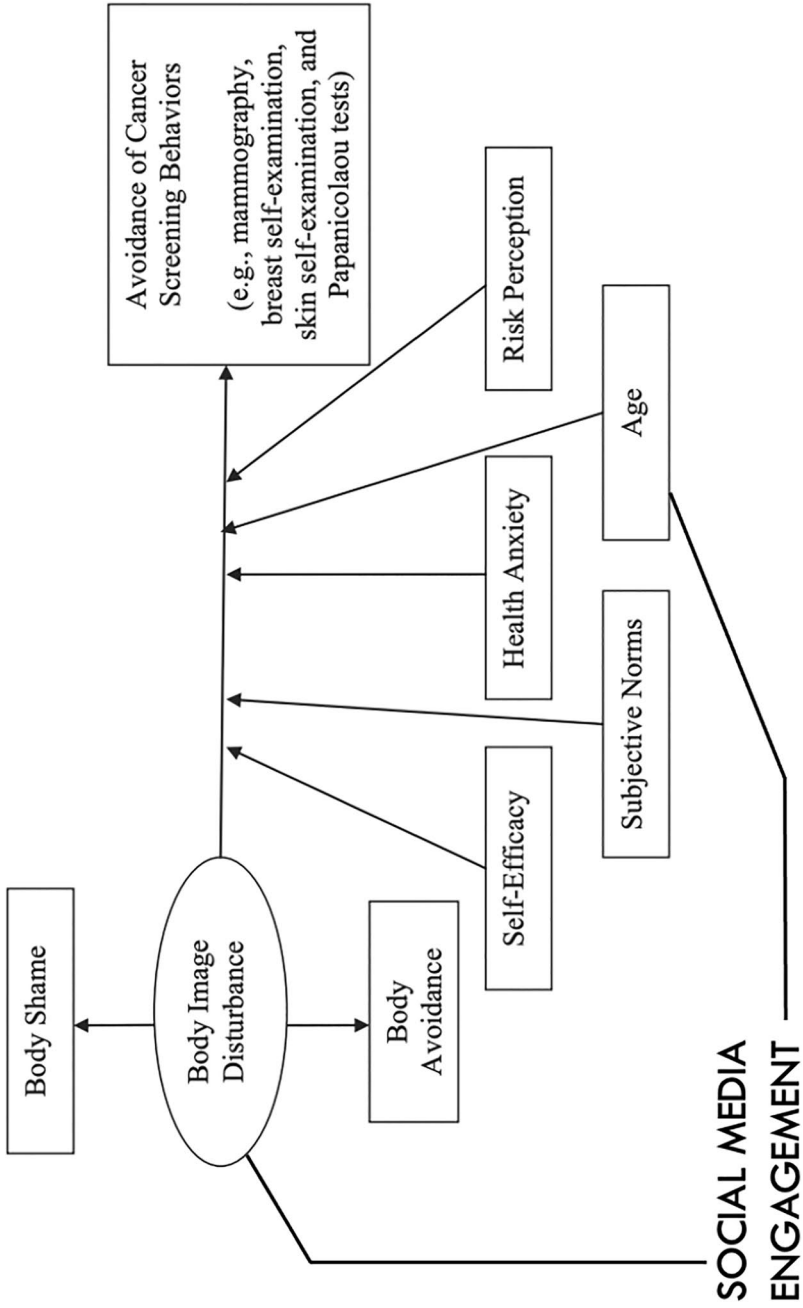 Body Shame
Body Image
Disturbance
Body
Avoidance
Avoidance of Cancer
Screening Behaviors
(e.g., mammography,
breast self-examination,
skin self-examination, and
Papanicolaou tests)
Self-Efficacy
Health Anxiety
Risk Perception
Subjective Norms
Age
SOCIAL MEDIA
ENGAGEMENT